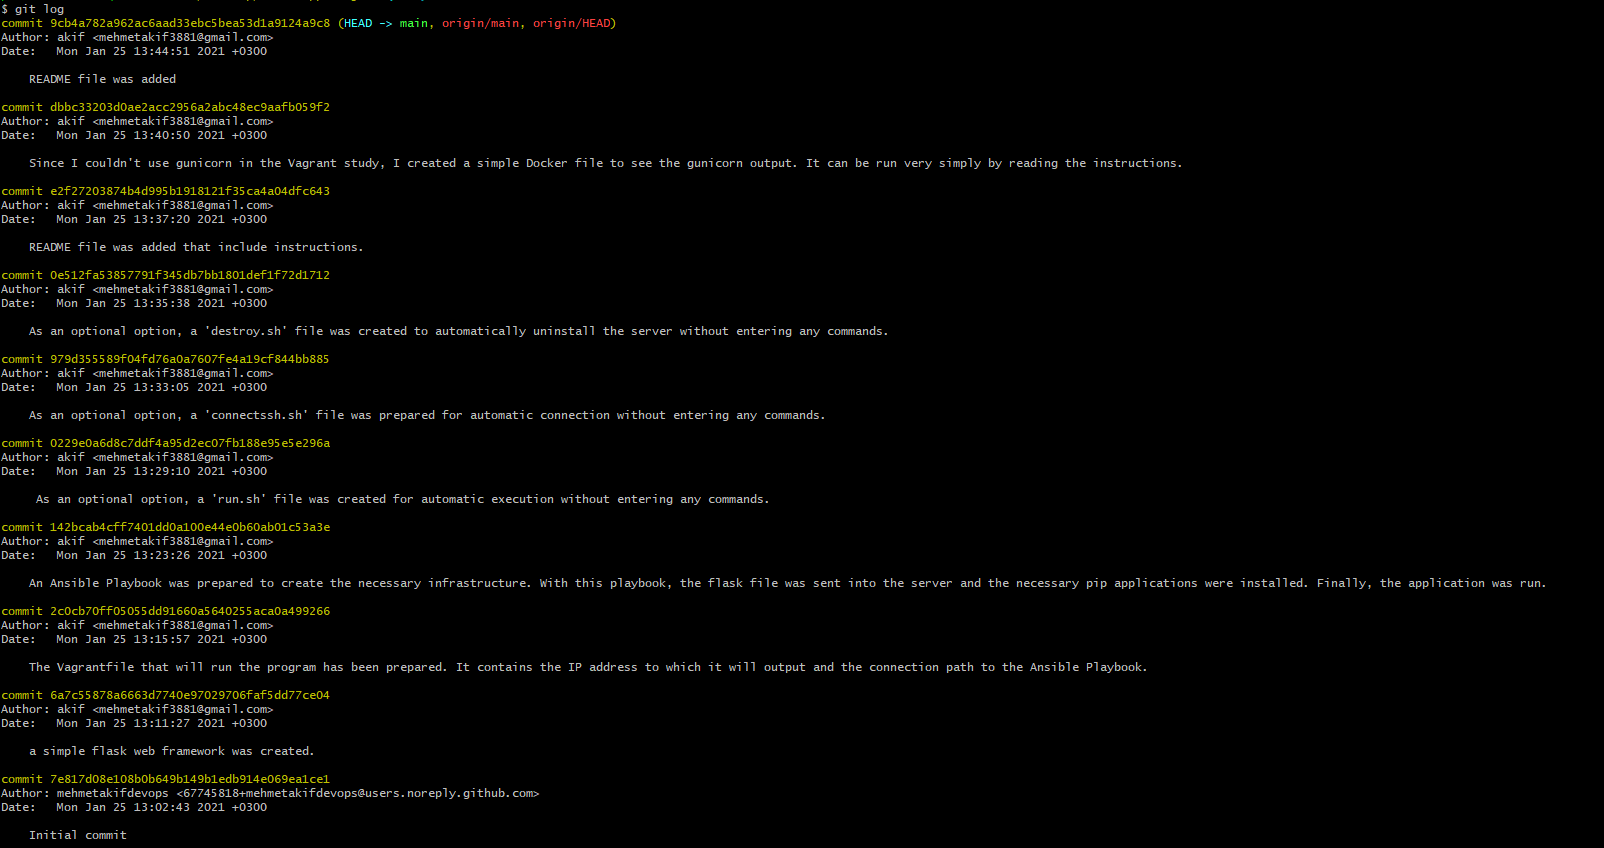 $ git log
commit 9cb4a782a962ac6aad33ebc5bea53d1a9124a9c8 (HEAD -> main, origin/main, origin/HEAD)
Author: akif <mehmetakif3881@gmail.com>
Date:   Mon Jan 25 13:44:51 2021 +0300
README file was added
commit dbbc33203d0ae2acc2956a2abc48ec9aafb059f2
Author: akif <mehmetakif3881@gmail.com>
Date:   Mon Jan 25 13:40:50 2021 +0300
Since I couldn't use gunicorn in the Vagrant study, I created a simple Docker file to see the gunicorn output. It can be run very simply by reading the instructions.
commit e2f27203874b4d995b1918121f35ca4a04dfc643
Author: akif <mehmetakif3881@gmail.com>
Date:   Mon Jan 25 13:37:20 2021 +0300
README file was added that include instructions.
commit 0e512fa53857791f345db7bb1801def1f72d1712
Author: akif <mehmetakif3881@gmail.com>
Date:   Mon Jan 25 13:35:38 2021 +0300
As an optional option, a 'destroy.sh' file was created to automatically uninstall the server without entering any commands.
commit 979d355589f04fd76a0a7607fe4a19cf844bb885
Author: akif <mehmetakif3881@gmail.com>
Date:   Mon Jan 25 13:33:05 2021 +0300
As an optional option, a 'connectssh.sh' file was prepared for automatic connection without entering any commands.
commit 0229e0a6d8c7ddf4a95d2ec07fb188e95e5e296a
Author: akif <mehmetakif3881@gmail.com>
Date:   Mon Jan 25 13:29:10 2021 +0300
As an optional option, a 'run.sh' file was created for automatic execution without entering any commands.
commit 142bcab4cff7401dd0a100e44e0b60ab01c53a3e
Author: akif <mehmetakif3881@gmail.com>
Date:   Mon Jan 25 13:23:26 2021 +0300
An Ansible Playbook was prepared to create the necessary infrastructure. With this playbook, the flask file was sent into the server and the necessary pip applications were installed. Finally, the application was run.
commit 2c0cb70ff05055dd91660a5640255aca0a499266
Author: akif <mehmetakif3881@gmail.com>
Date:   Mon Jan 25 13:15:57 2021 +0300
The Vagrantfile that will run the program has been prepared. It contains the IP address to which it will output and the connection path to the Ansible Playbook.
commit 6a7c55878a6663d7740e97029706faf5dd77ce04
Author: akif <mehmetakif3881@gmail.com>
Date:   Mon Jan 25 13:11:27 2021 +0300
a simple flask web framework was created.
commit 7e817d08e108b0b649b149b1edb914e069ea1ce1
Author: mehmetakifdevops <67745818+mehmetakifdevops@users.noreply.github.com>
Date:   Mon Jan 25 13:02:43 2021 +0300
Initial commit